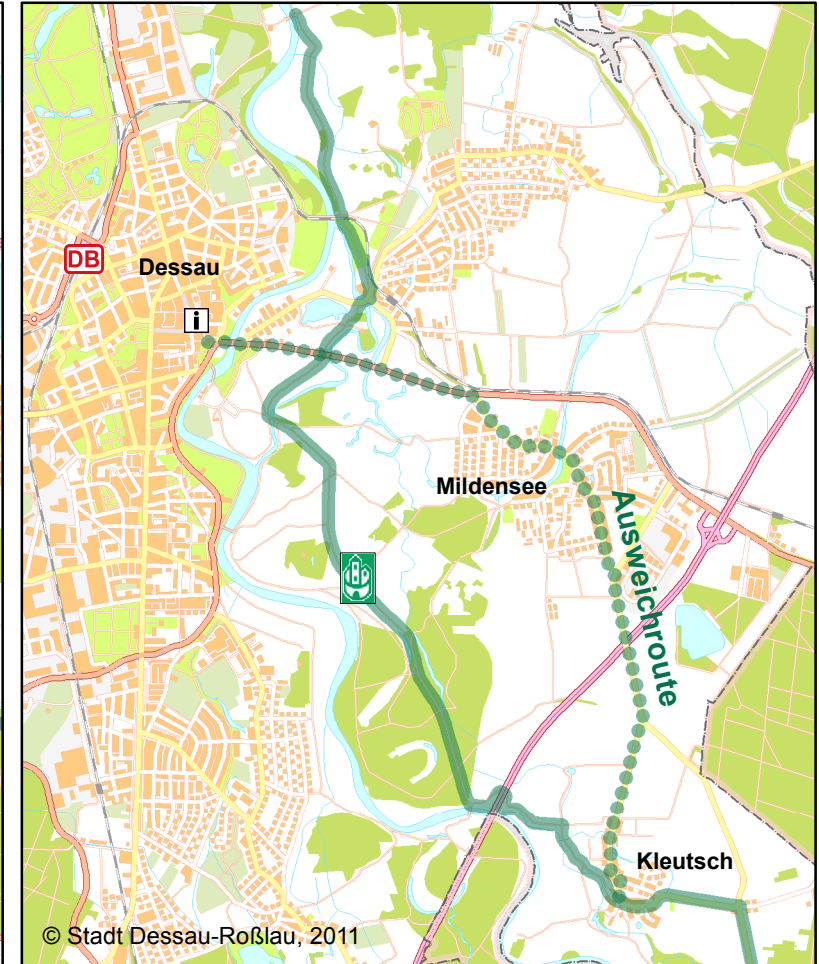 DB
Dessau
i
Mildensee
Ausweichroute
Kleutsch
© Stadt Dessau-Roßlau, 2011